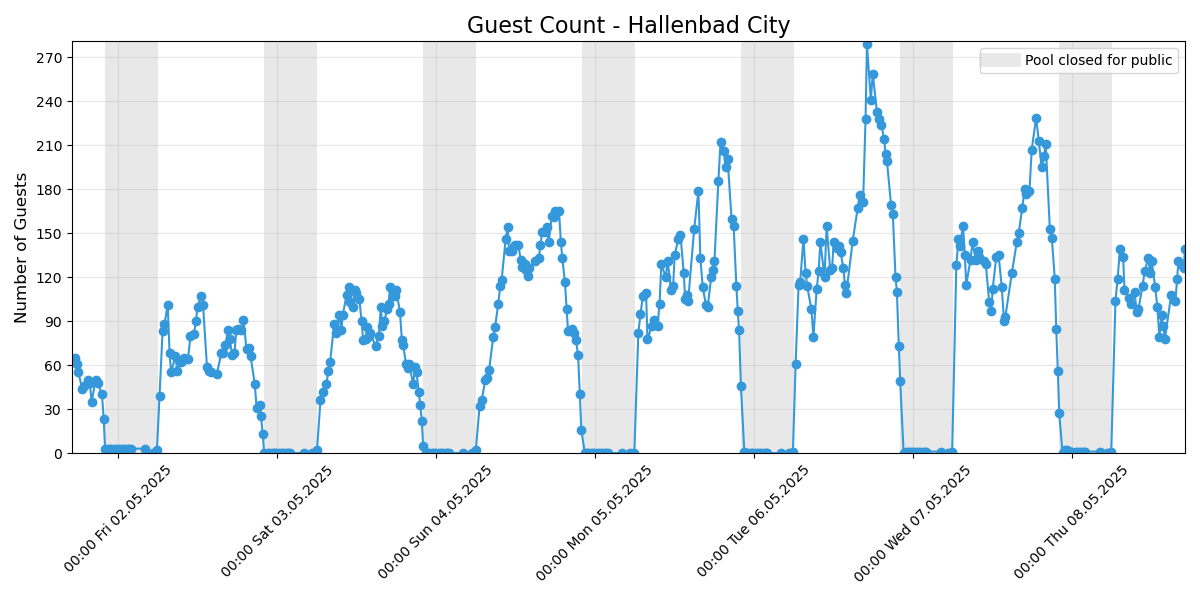 Guest Count - Hallenbad City
Pool closed for public
Number of Guests
270
240
210
180
150
120
90
60
30
0
00:00 Fri 02.05.2025
00:00 Sat 03.05.2025
00:00 Sun 04.05.2025
00:00 Mon 05.05.2025
00:00 Tue 06.05.2025
00:00 Wed 07.05.2025
00:00 Thu 08.05.2025